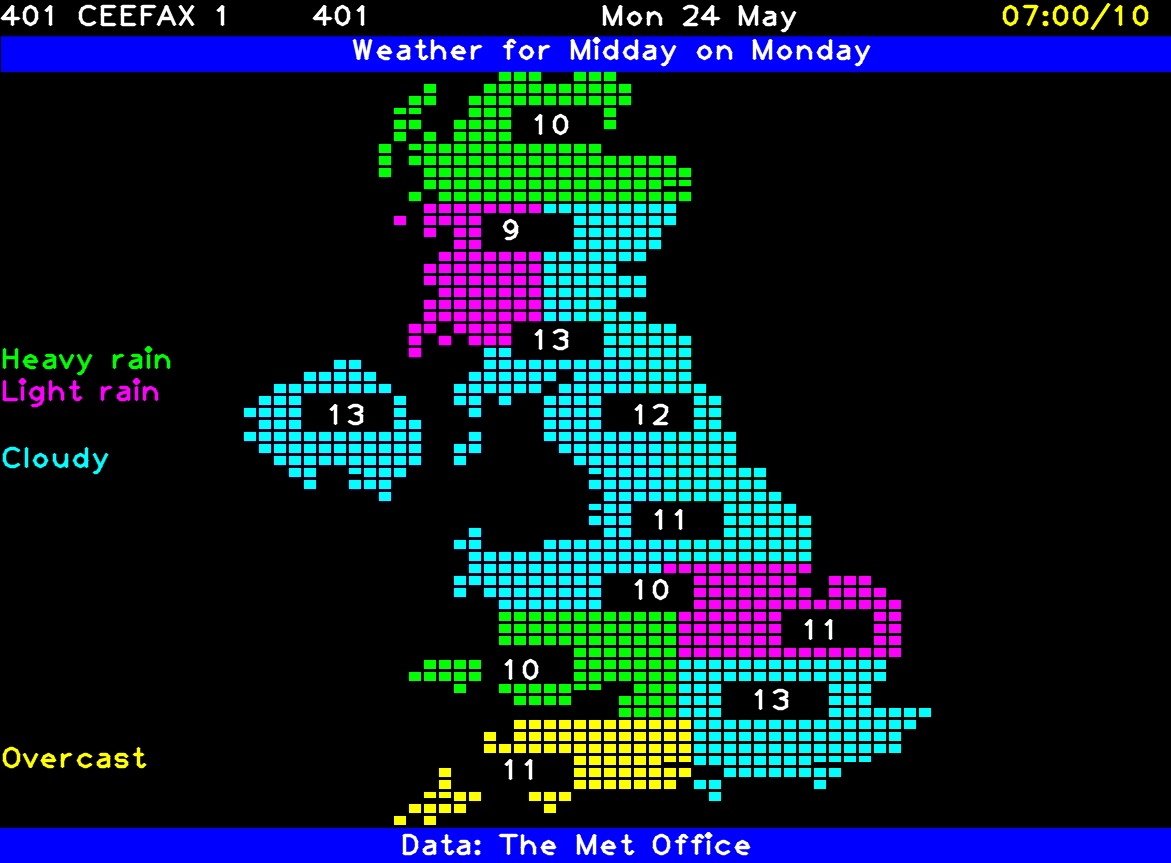 401 CEEFAX 1 401 Mon 24 May 07:00/10
Weather for Midday on Monday
10
9
13
Heavy rain
Light rain
13 12
Cloudy
11
10
11
10
13
Overcast
11
Data: The Met Office